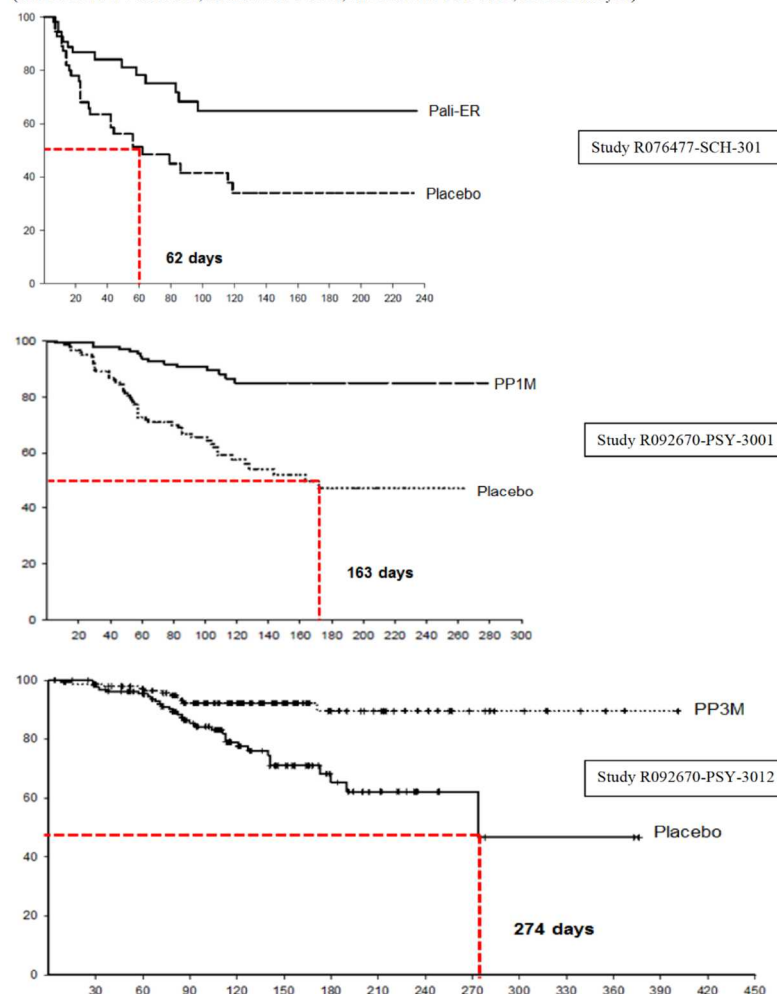 100
80
Pali-ER
60
Study R076477-SCH-301
40
Placebo
20
62 days
0
20 40 60 80 100 120 140 160 180 200 220 240
100
PP1M
80
60
Study R092670-PSY-3001
Placebo
40
163 days
20
0
20 40 60 80 100 120 140 160 180 200 220 240 260 280 300
100
PP3M
80
Study R092670-PSY-3012
60
Placebo
40
20
274 days
0
30 60 90 120 150 180 210 240 273 300 330 360 390 420 450